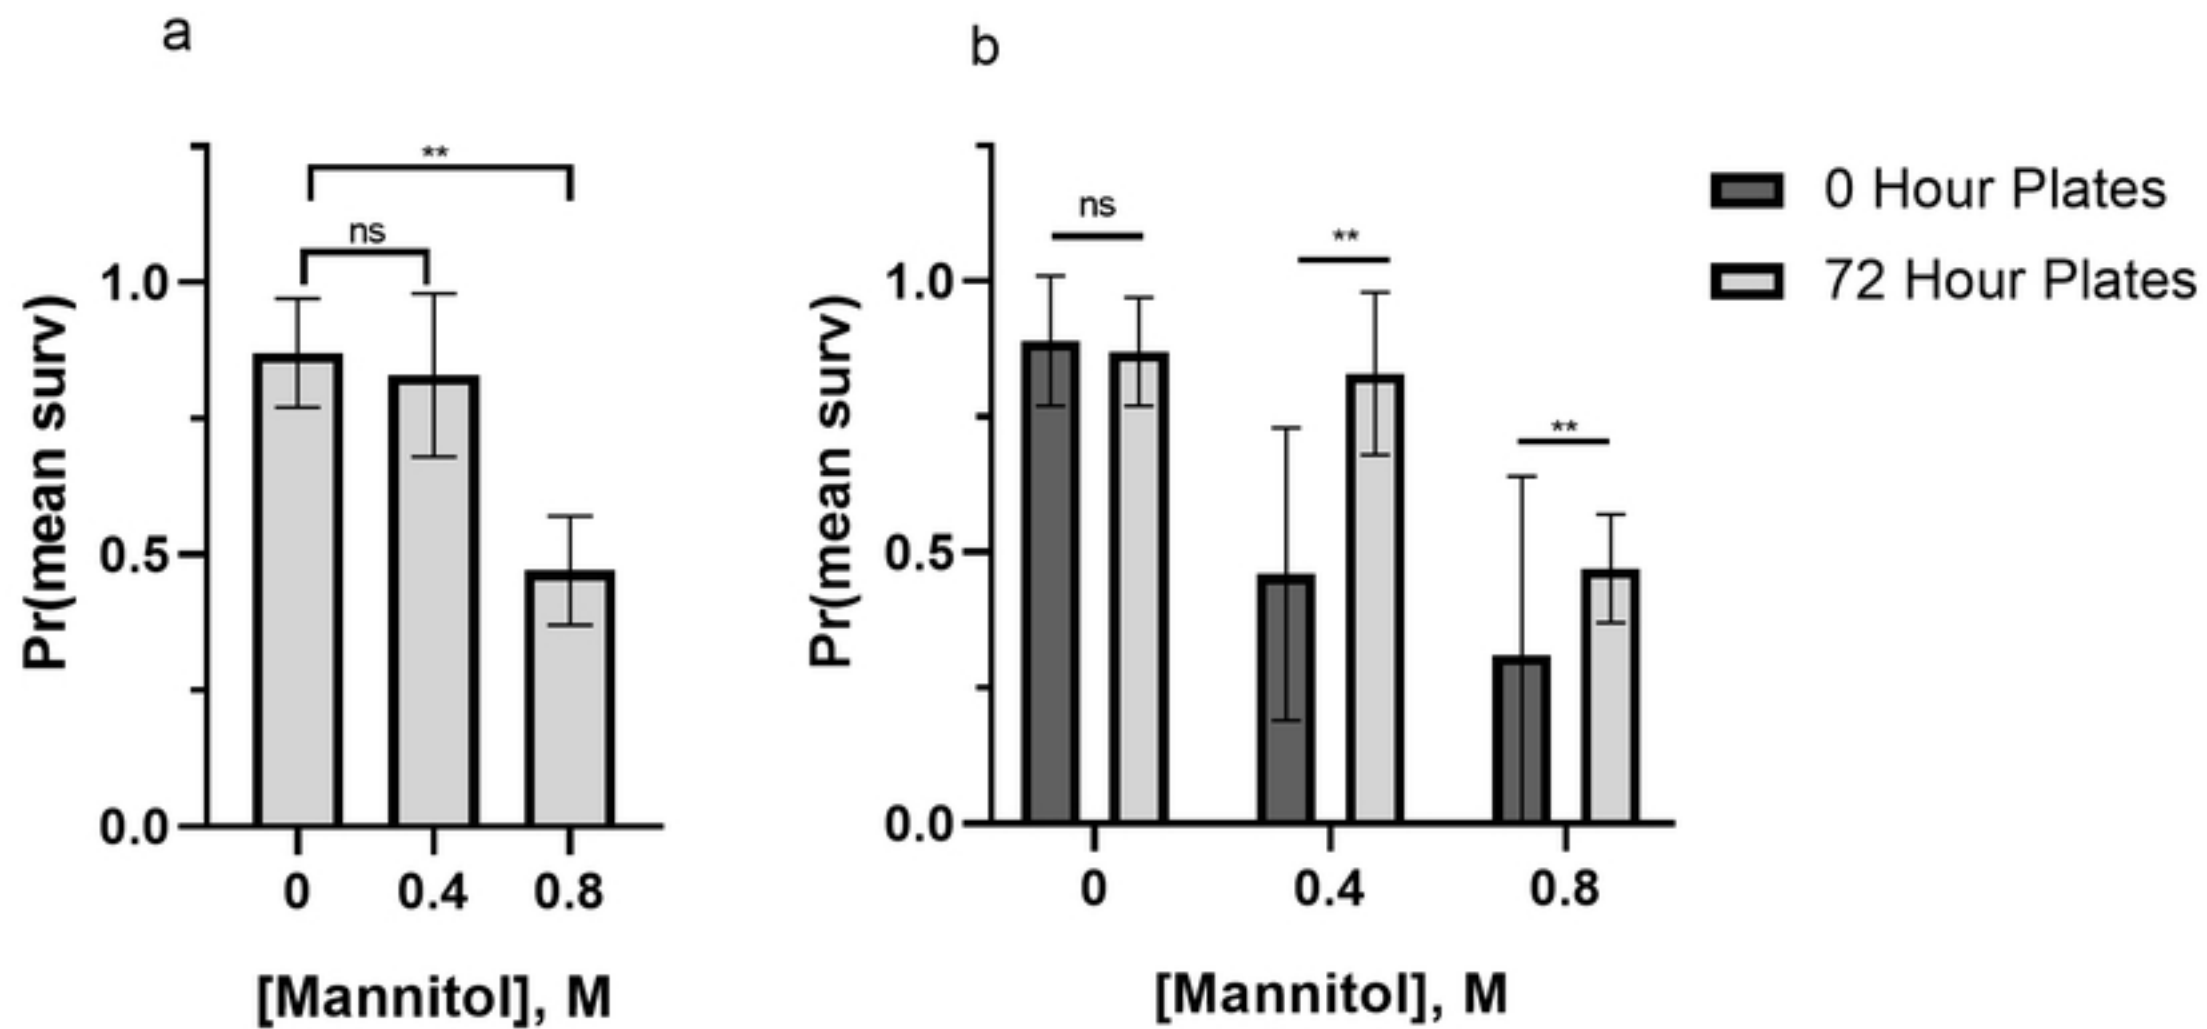 a
**
ns
1.0
0.5
0.0
Pr(mean surv)
0 0.4 0.8
[Mannitol], M
b
ns
**
**
1.0
0.5
0.0
Pr(mean surv)
0 0.4 0.8
[Mannitol], M
0 Hour Plates
72 Hour Plates